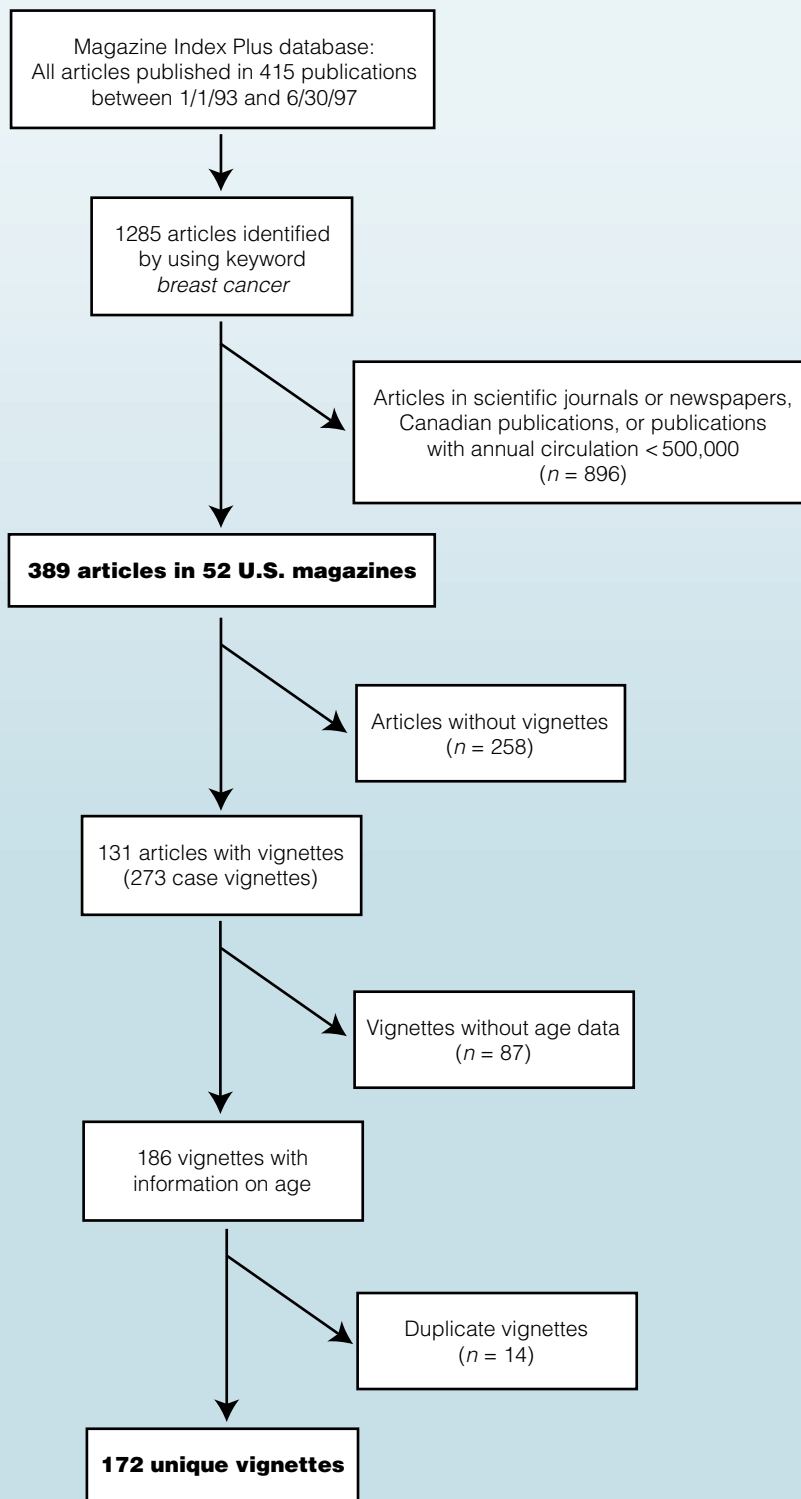 Magazine Index Plus database:
All articles published in 415 publications
between 1/1/93 and 6/30/97
1285 articles identified
by using keyword
breast cancer
Articles in scientific journals or newspapers,
Canadian publications, or publications
with annual circulation < 500,000
(n = 896)
389 articles in 52 U.S. magazines
Articles without vignettes
(n = 258)
131 articles with vignettes
(273 case vignettes)
Vignettes without age data
(n = 87)
186 vignettes with
information on age
Duplicate vignettes
(n = 14)
172 unique vignettes